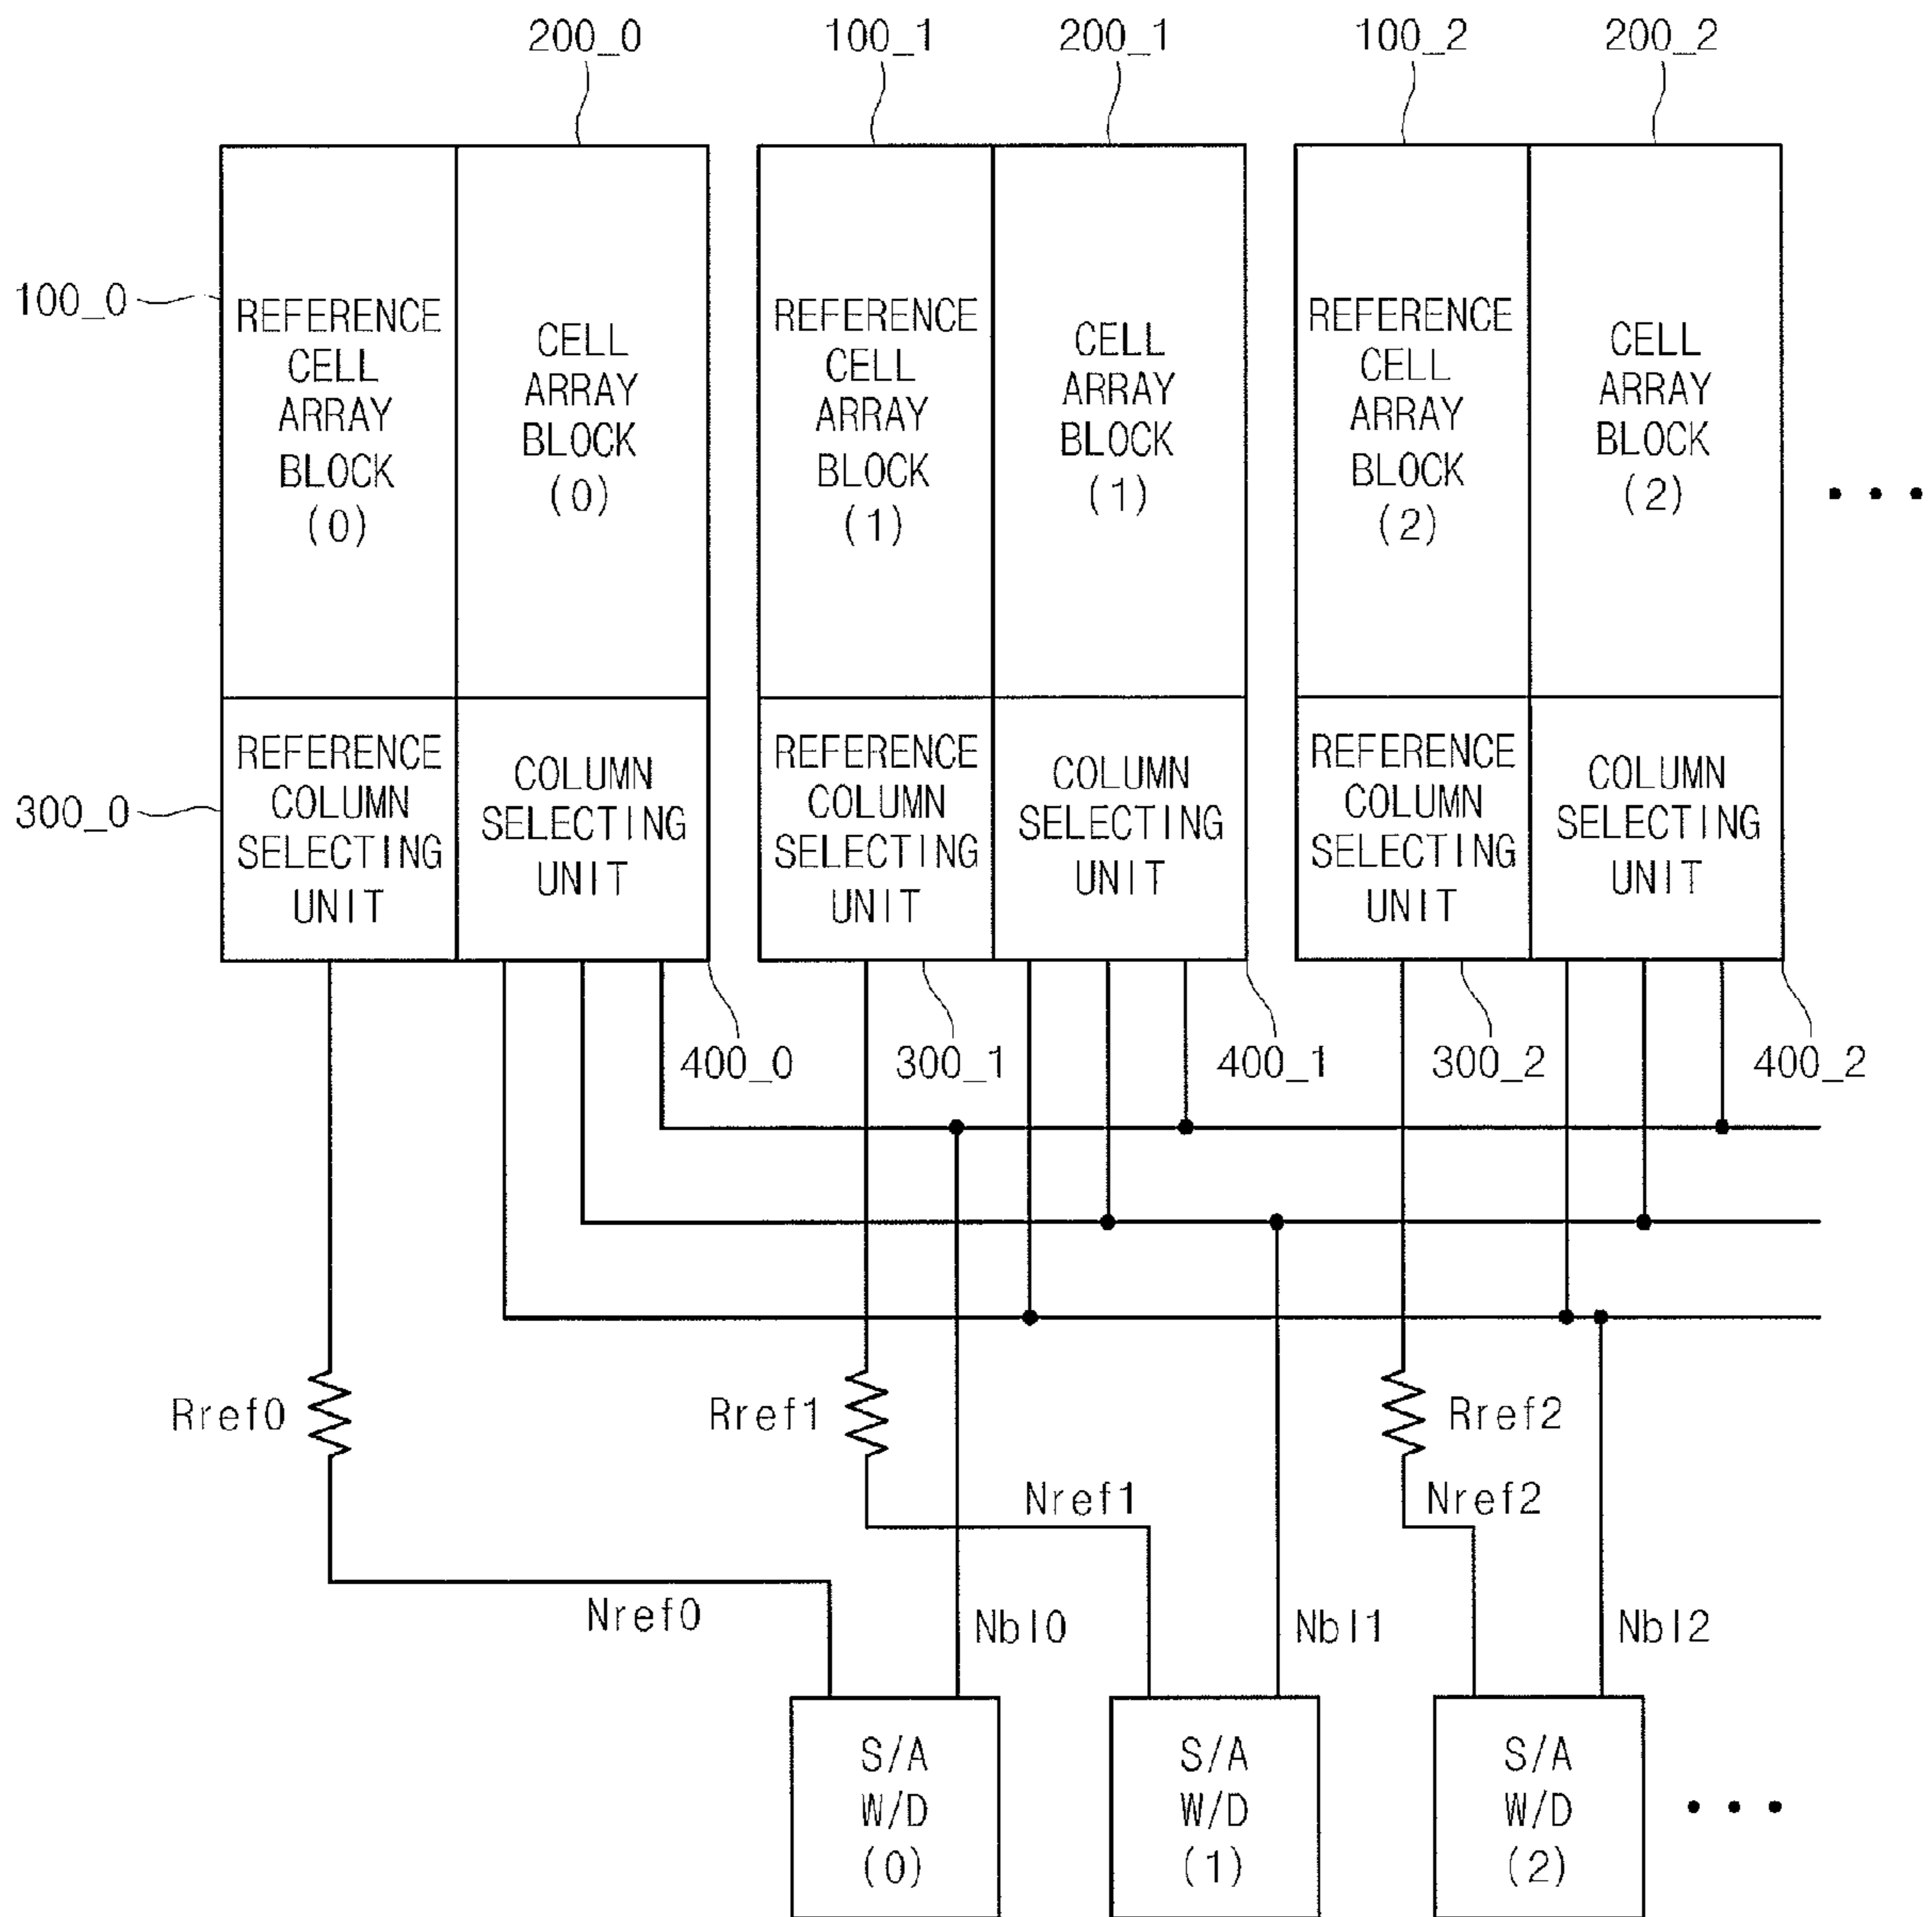 200_0
100_1
200_1
100_2
200_2
100_0
REFERENCE
CELL
ARRAY
BLOCK
(0)
CELL
ARRAY
BLOCK
(0)
REFERENCE
CELL
ARRAY
BLOCK
(1)
CELL
ARRAY
BLOCK
(1)
REFERENCE
CELL
ARRAY
BLOCK
(2)
CELL
ARRAY
BLOCK
(2)
300_0
REFERENCE
COLUMN
SELECTING
UNIT
COLUMN
SELECTING
UNIT
REFERENCE
COLUMN
SELECTING
UNIT
COLUMN
SELECTING
UNIT
REFERENCE
COLUMN
SELECTING
UNIT
COLUMN
SELECTING
UNIT
400_0
300_1
400_1
300_2
400_2
Rref0
Rref1
Rref2
Nref1
Nref2
Nref0
Nbl0
Nbl1
Nbl2
S/A
W/D
(0)
S/A
W/D
(1)
S/A
W/D
(2)